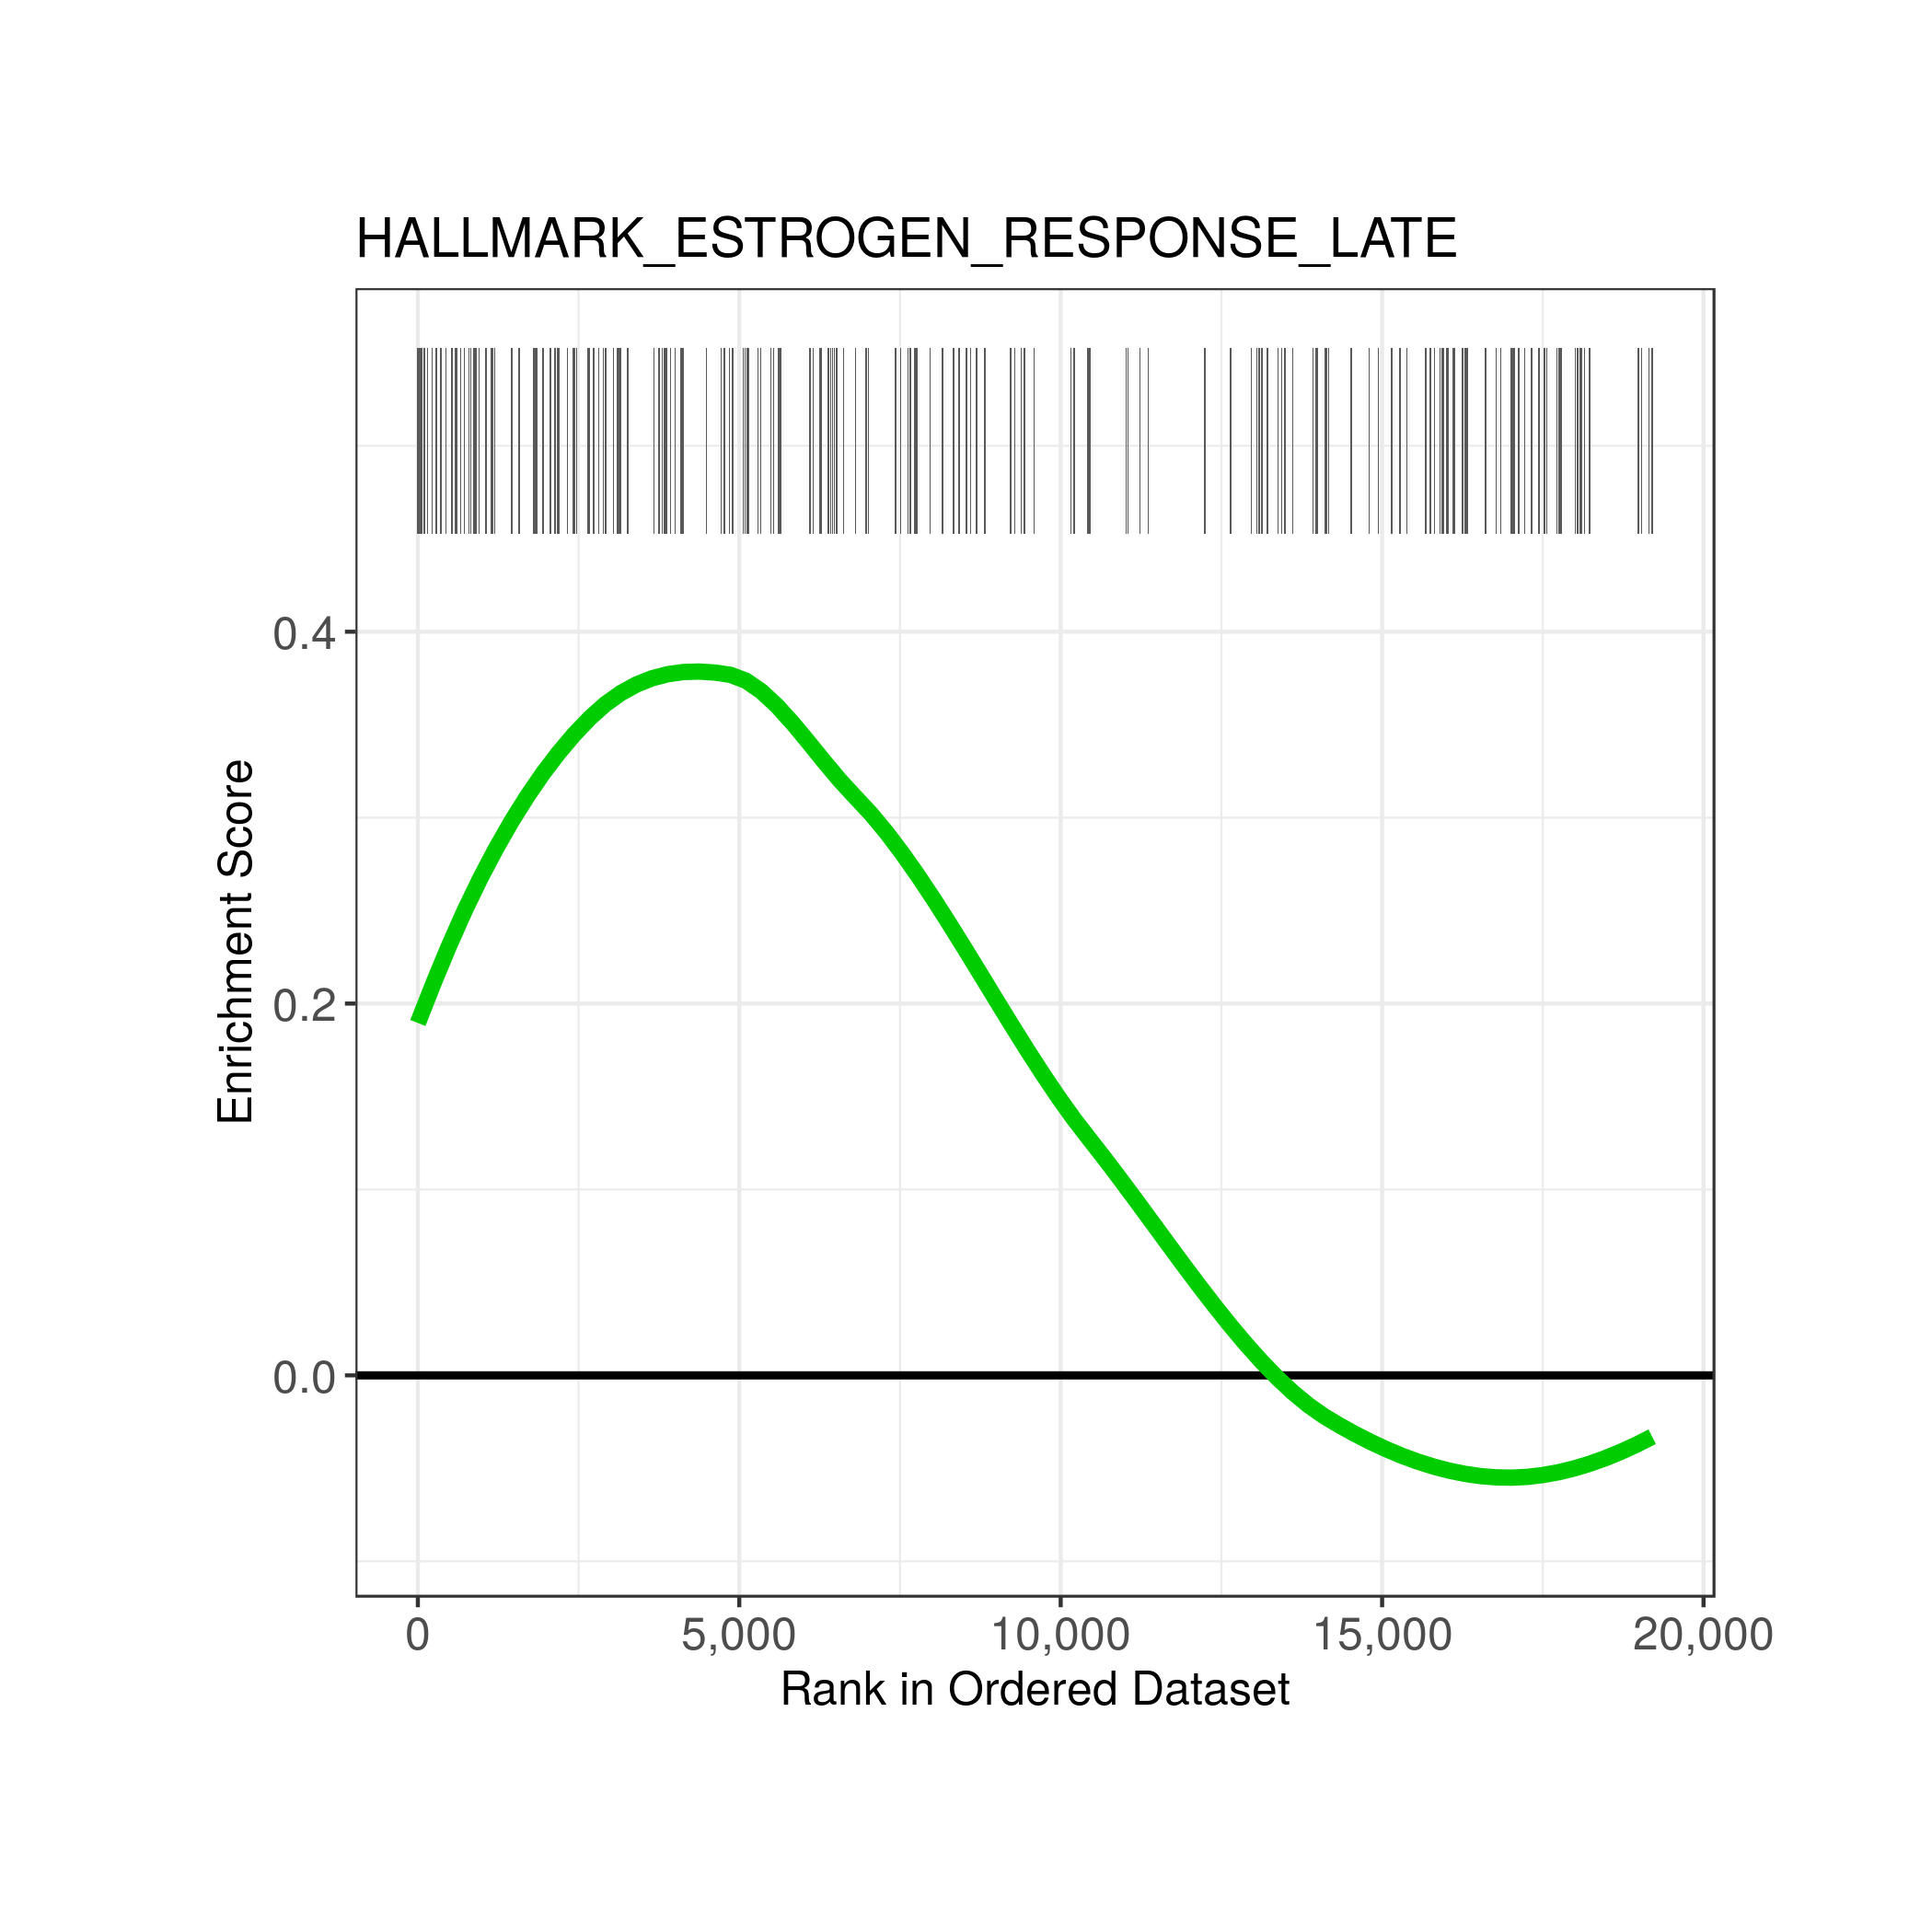 HALLMARK_ESTROGEN_RESPONSE_LATE
Enrichment Score
0.4
0.2
0.0
0 5,000 10,000 15,000 20,000
Rank in Ordered Dataset